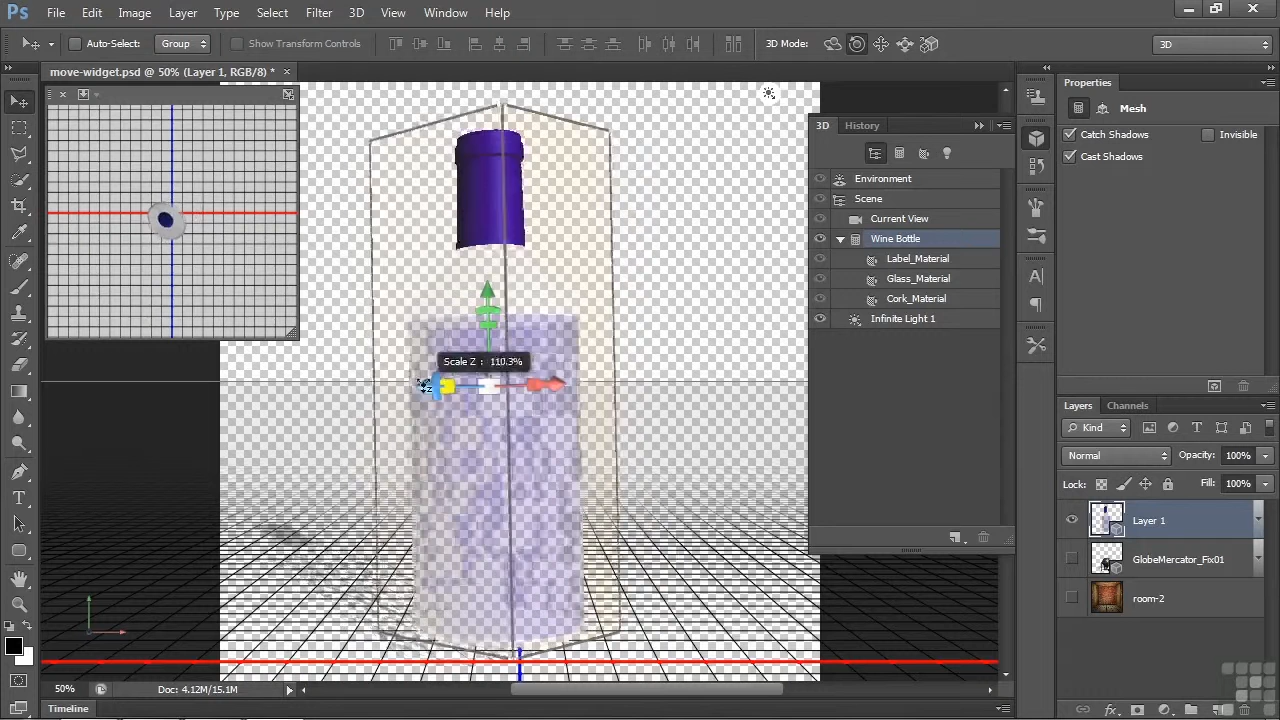 Ps File Edit Image Layer Type Select Filter 3D View Window Help
Auto-Select: Group Show Transform Controls 3D Mode: 3D
move-widget.psd @ 50% (Layer 1, RGB/8) * ×
Properties
Mesh
Catch Shadows Invisible
Cast Shadows
3D History
Environment
Scene
Current View
Wine Bottle
Label_Material
Glass_Material
Cork_Material
Infinite Light 1
Scale Z : 110.3%
Layers Channels
Kind
Normal Opacity: 100%
Lock: Fill: 100%
Layer 1
GlobeMercator_Fix01
room-2
50% Doc: 4.12M/15.1M
Timeline